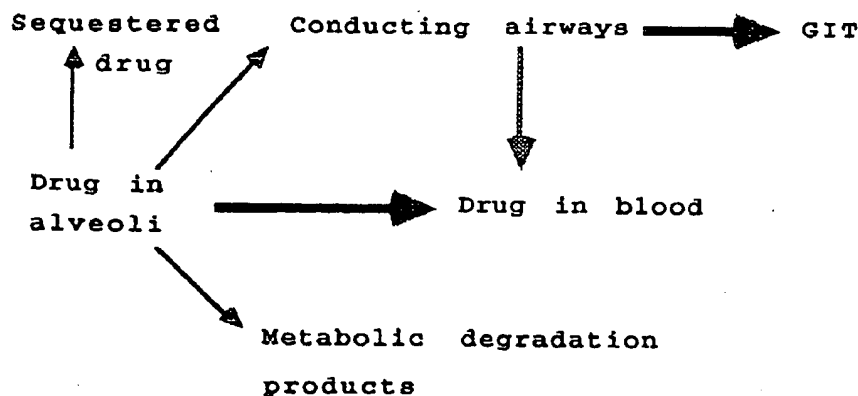 Sequestered
drug
Conducting airways
GIT
Drug in
alveoli
Drug in blood
Metabolic degradation
products